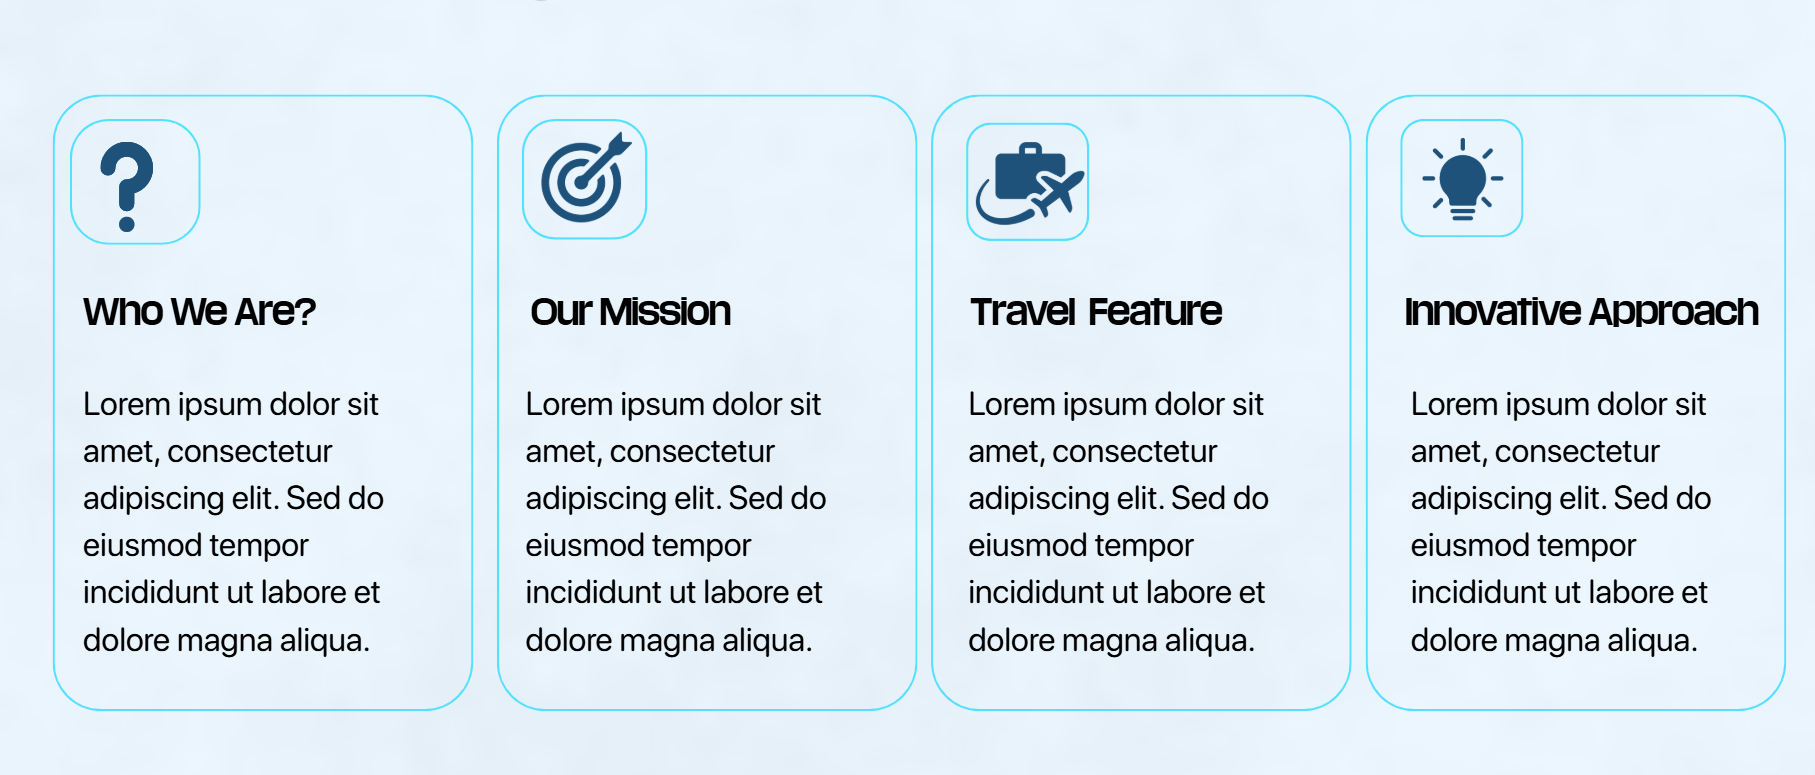 Who We Are?
Lorem ipsum dolor sit
amet, consectetur
adipiscing elit. Sed do
eiusmod tempor
incididunt ut labore et
dolore magna aliqua.
Our Mission
Lorem ipsum dolor sit
amet, consectetur
adipiscing elit. Sed do
eiusmod tempor
incididunt ut labore et
dolore magna aliqua.
Travel Feature
Lorem ipsum dolor sit
amet, consectetur
adipiscing elit. Sed do
eiusmod tempor
incididunt ut labore et
dolore magna aliqua.
Innovative Approach
Lorem ipsum dolor sit
amet, consectetur
adipiscing elit. Sed do
eiusmod tempor
incididunt ut labore et
dolore magna aliqua.